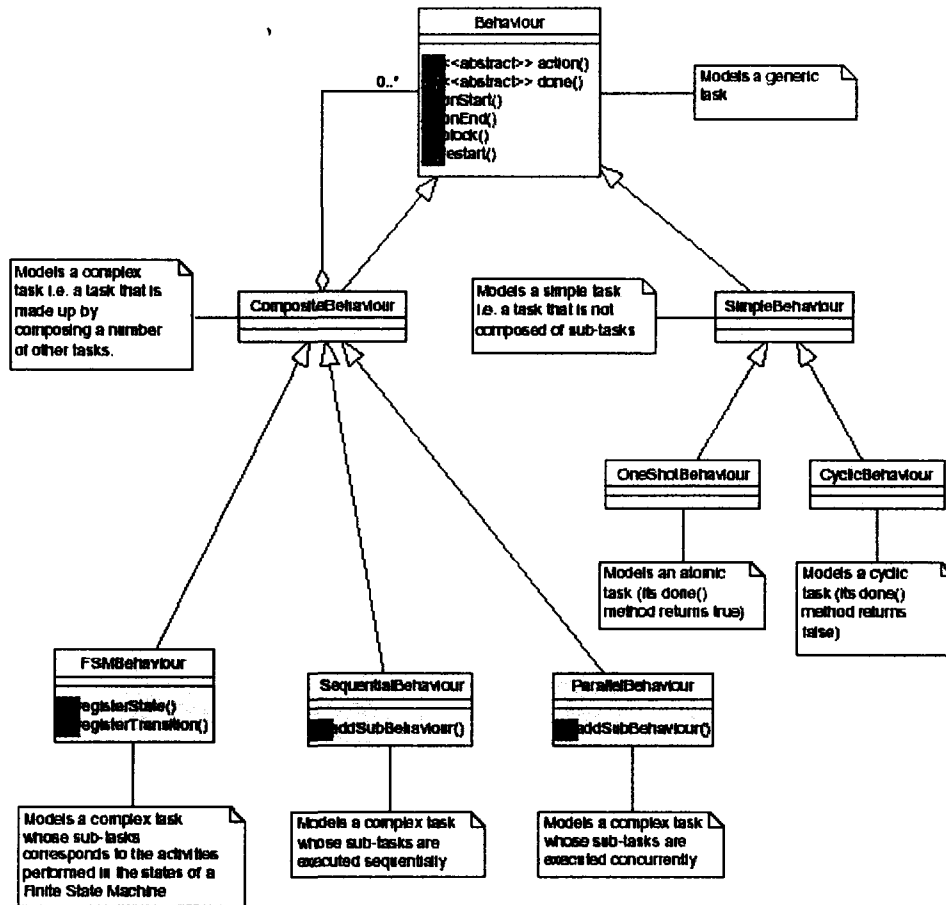 Behaviour
<<abstract>> action()
<<abstract>> done()
onStart()
onEnd()
block()
restart()
0..*
Models a generic
task
Models a complex
task i.e. a task that is
made up by
composing a number
of other tasks.
CompositeBehaviour
Models a simple task
i.e. a task that is not
composed of sub-tasks
SimpleBehaviour
OneShotBehaviour
CyclicBehaviour
Models an atomic
task (its done()
method returns true)
Models a cyclic
task (its done()
method returns
false)
FSMBehaviour
registerState()
registerTransition()
SequentialBehaviour
addSubBehaviour()
ParallelBehaviour
addSubBehaviour()
Models a complex task
whose sub-tasks
corresponds to the activities
performed in the states of a
Finite State Machine
Models a complex task
whose sub-tasks are
executed sequentially
Models a complex task
whose sub-tasks are
executed concurrently